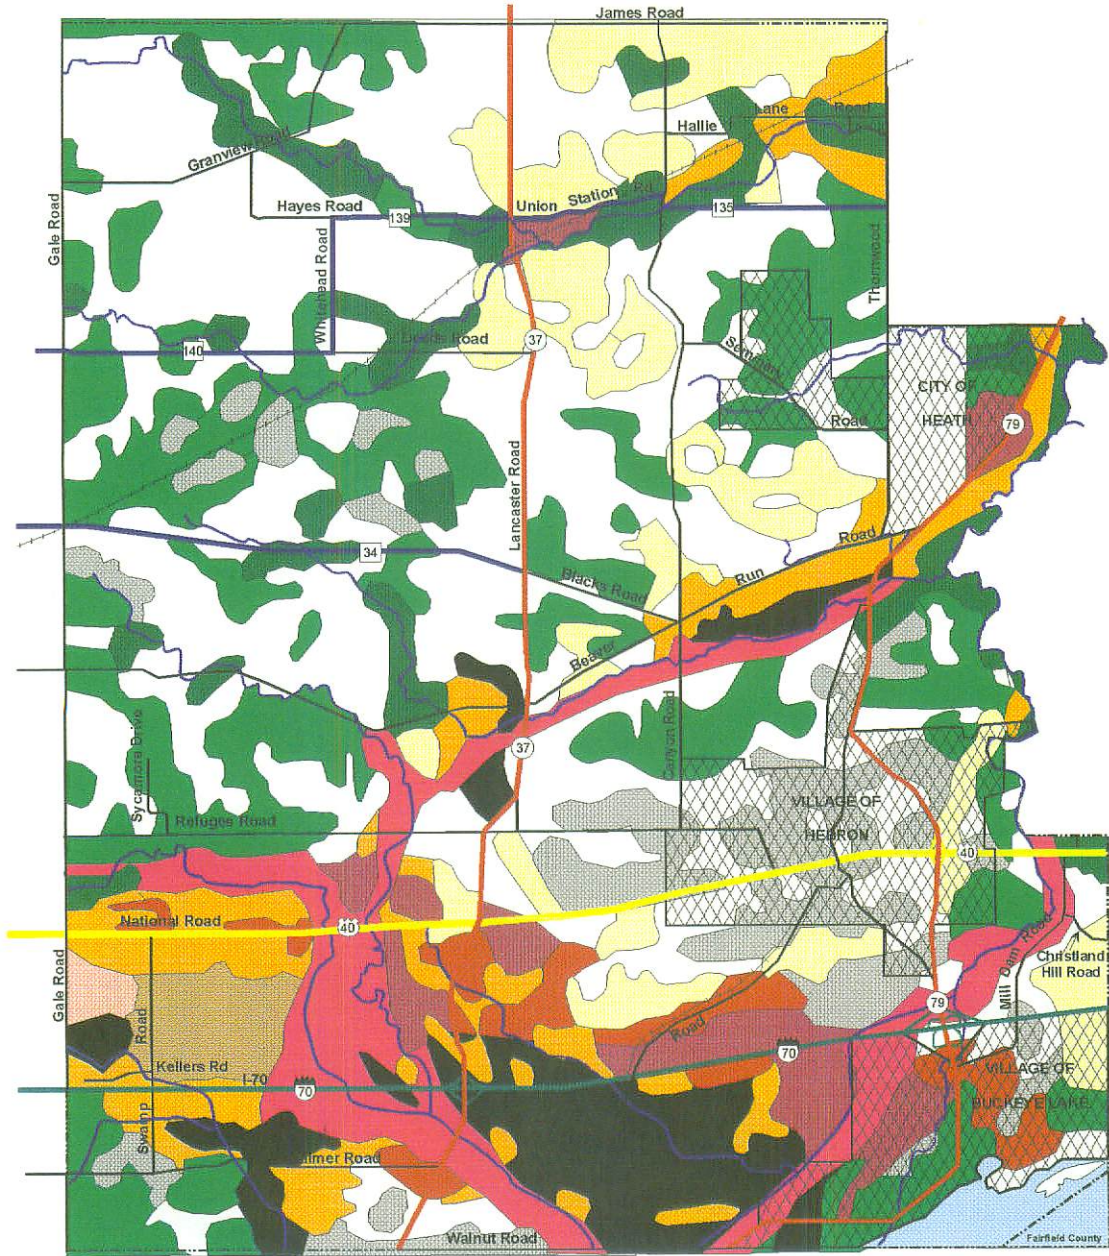 James Road
Lane
Road
Hallie
Granview Road
Union
Station
Rd
Hayes Road
139
135
Gale Road
Whitehead Road
Thornwood
140
Deeds Road
37
Road
CITY OF
HEATH
79
Lancaster Road
34
Blacks Road
Run
Road
Beaver
Canyon Road
Sycamore Drive
37
VILLAGE OF
HEBRON
Refugee Road
40
National Road
40
Mill Dam Road
Christland
Hill Road
Gale Road
Road
79
Road
70
Kellers Rd
I-70
70
VILLAGE OF
BUCKEYE LAKE
Swamp
Road
Walnut Road
Fairfield County